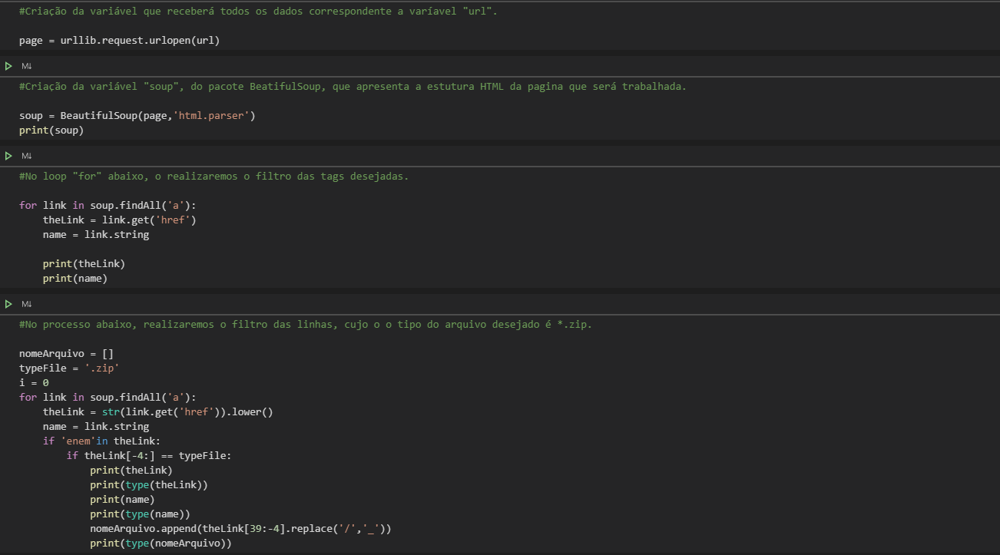 #Criação da variável que receberá todos os dados correspondente a varíavel "url".
page = urllib.request.urlopen(url)
M↓
#Criação da variável "soup", do pacote BeatifulSoup, que apresenta a estutura HTML da pagina que será trabalhada.
soup = BeautifulSoup(page,'html.parser')
print(soup)
M↓
#No loop "for" abaixo, o realizaremos o filtro das tags desejadas.
for link in soup.findAll('a'):
    theLink = link.get('href')
    name = link.string
    print(theLink)
    print(name)
M↓
#No processo abaixo, realizaremos o filtro das linhas, cujo o o tipo do arquivo desejado é *.zip.
nomeArquivo = []
typeFile = '.zip'
i = 0
for link in soup.findAll('a'):
    theLink = str(link.get('href')).lower()
    name = link.string
    if 'enem'in theLink:
        if theLink[-4:] == typeFile:
            print(theLink)
            print(type(theLink))
            print(name)
            print(type(name))
            nomeArquivo.append(theLink[39:-4].replace('/','_'))
            print(type(nomeArquivo))